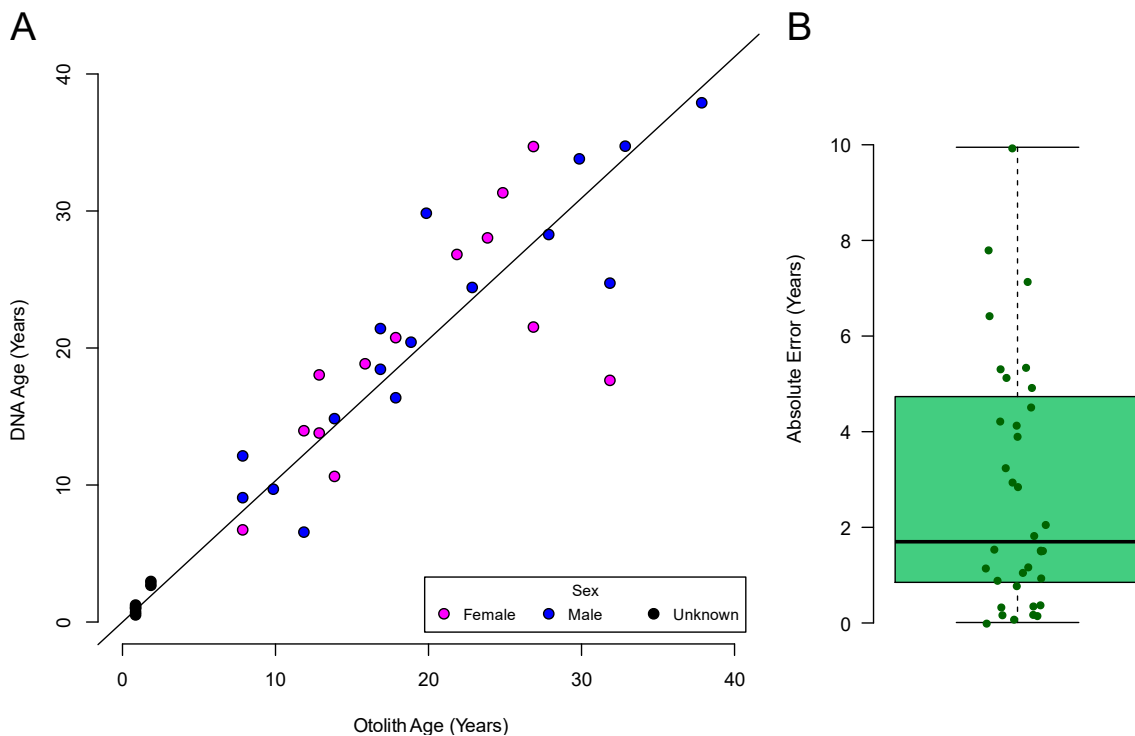 A
B
DNA Age (Years)
40
30
20
10
0
0 10 20 30 40
Otolith Age (Years)
Sex
Female Male Unknown
Absolute Error (Years)
10
8
6
4
2
0